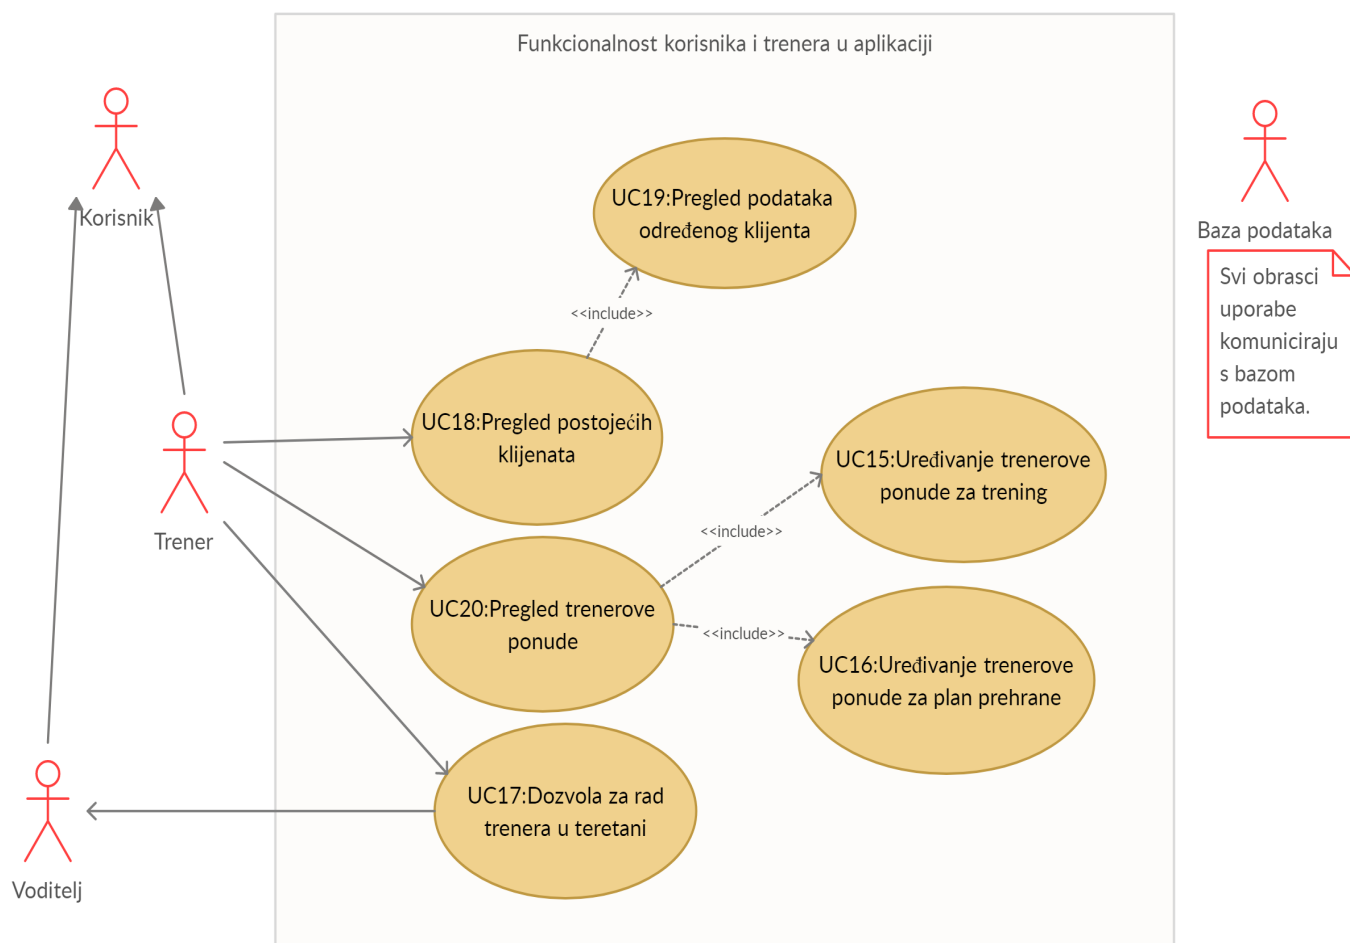 Funkcionalnost korisnika i trenera u aplikaciji
Korisnik
UC19:Pregled podataka
određenog klijenta
Baza podataka
Svi obrasci
uporabe
komuniciraju
s bazom
podataka.
<<include>>
UC18:Pregled postojećih
klijenata
Trener
UC15:Uređivanje trenerove
ponude za trening
<<include>>
UC20:Pregled trenerove
ponude
<<include>>
UC16:Uređivanje trenerove
ponude za plan prehrane
UC17:Dozvola za rad
trenera u teretani
Voditelj